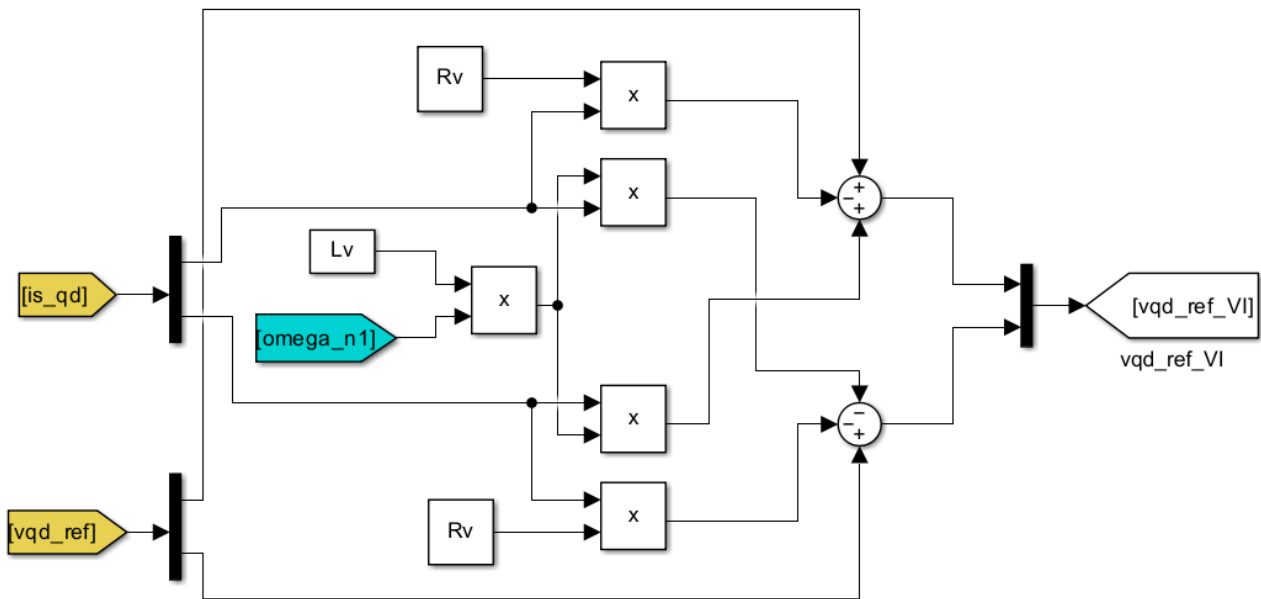 Rv
x
x
+
−
+
Lv
[is_qd]
x
[omega_n1]
[vqd_ref_VI]
vqd_ref_VI
x
−
−
+
[vqd_ref]
Rv
x